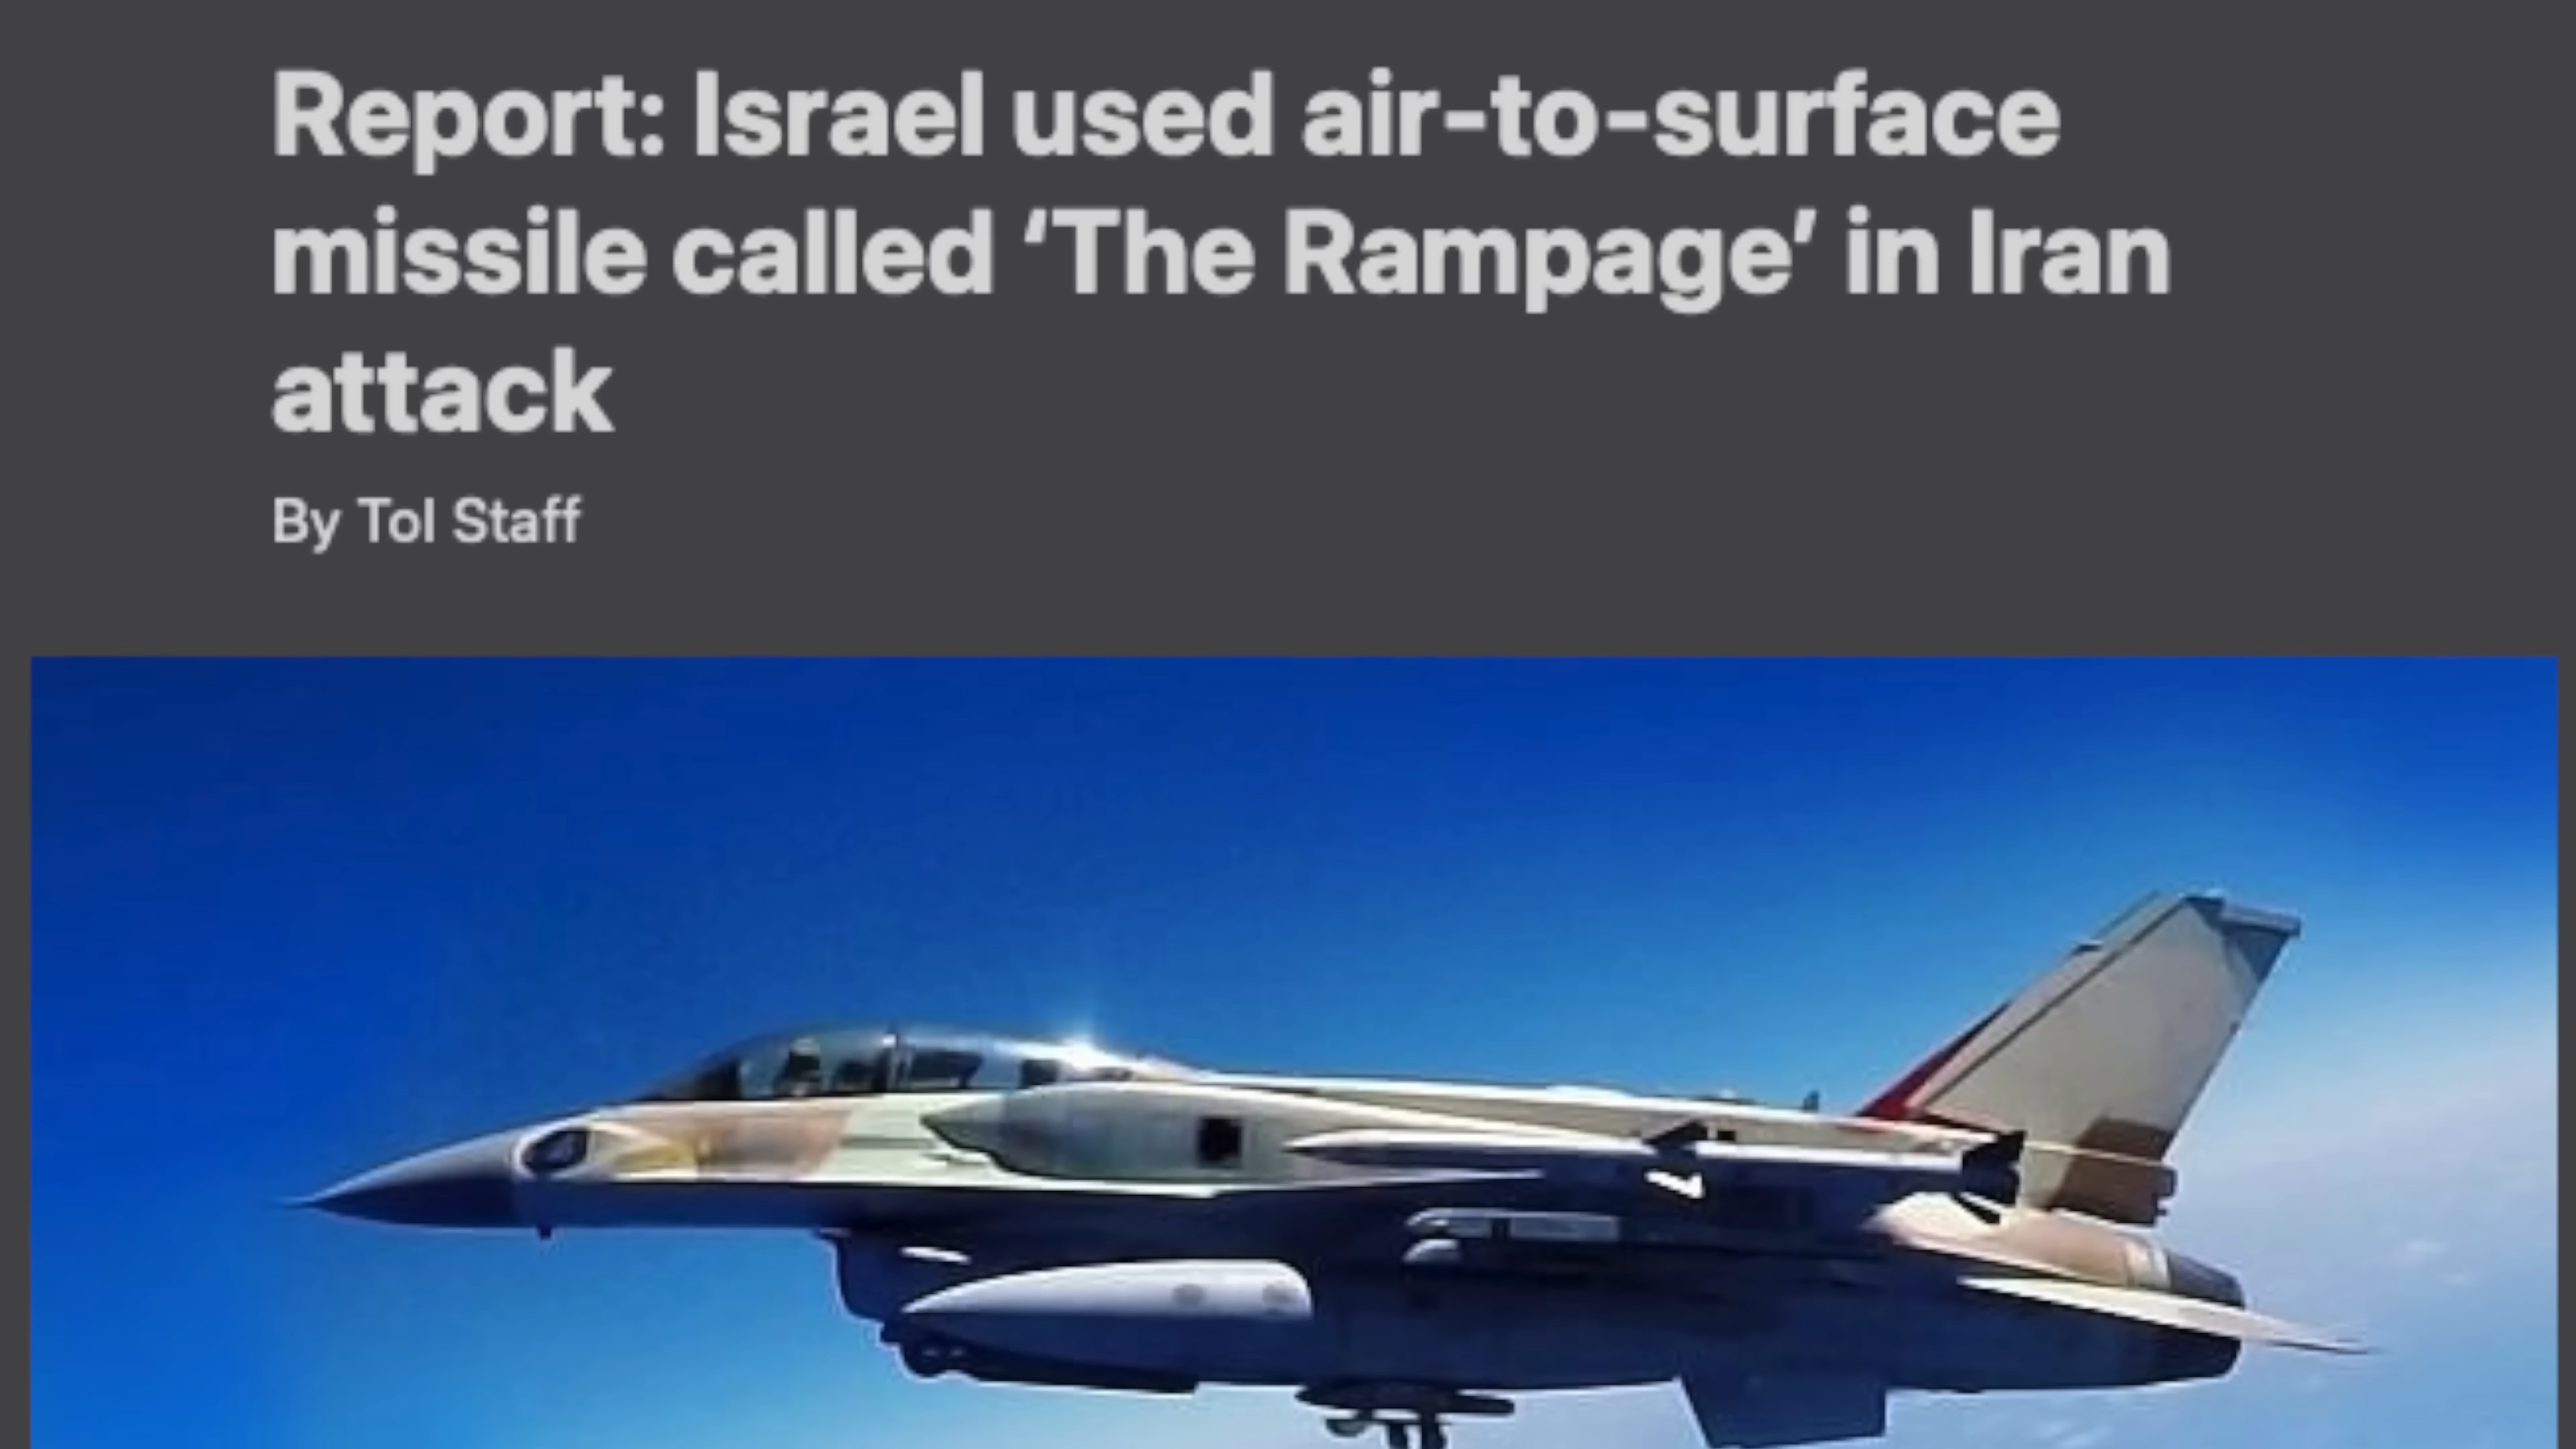 Report: Israel used air-to-surface
missile called ‘The Rampage’ in Iran
attack
By ToI Staff